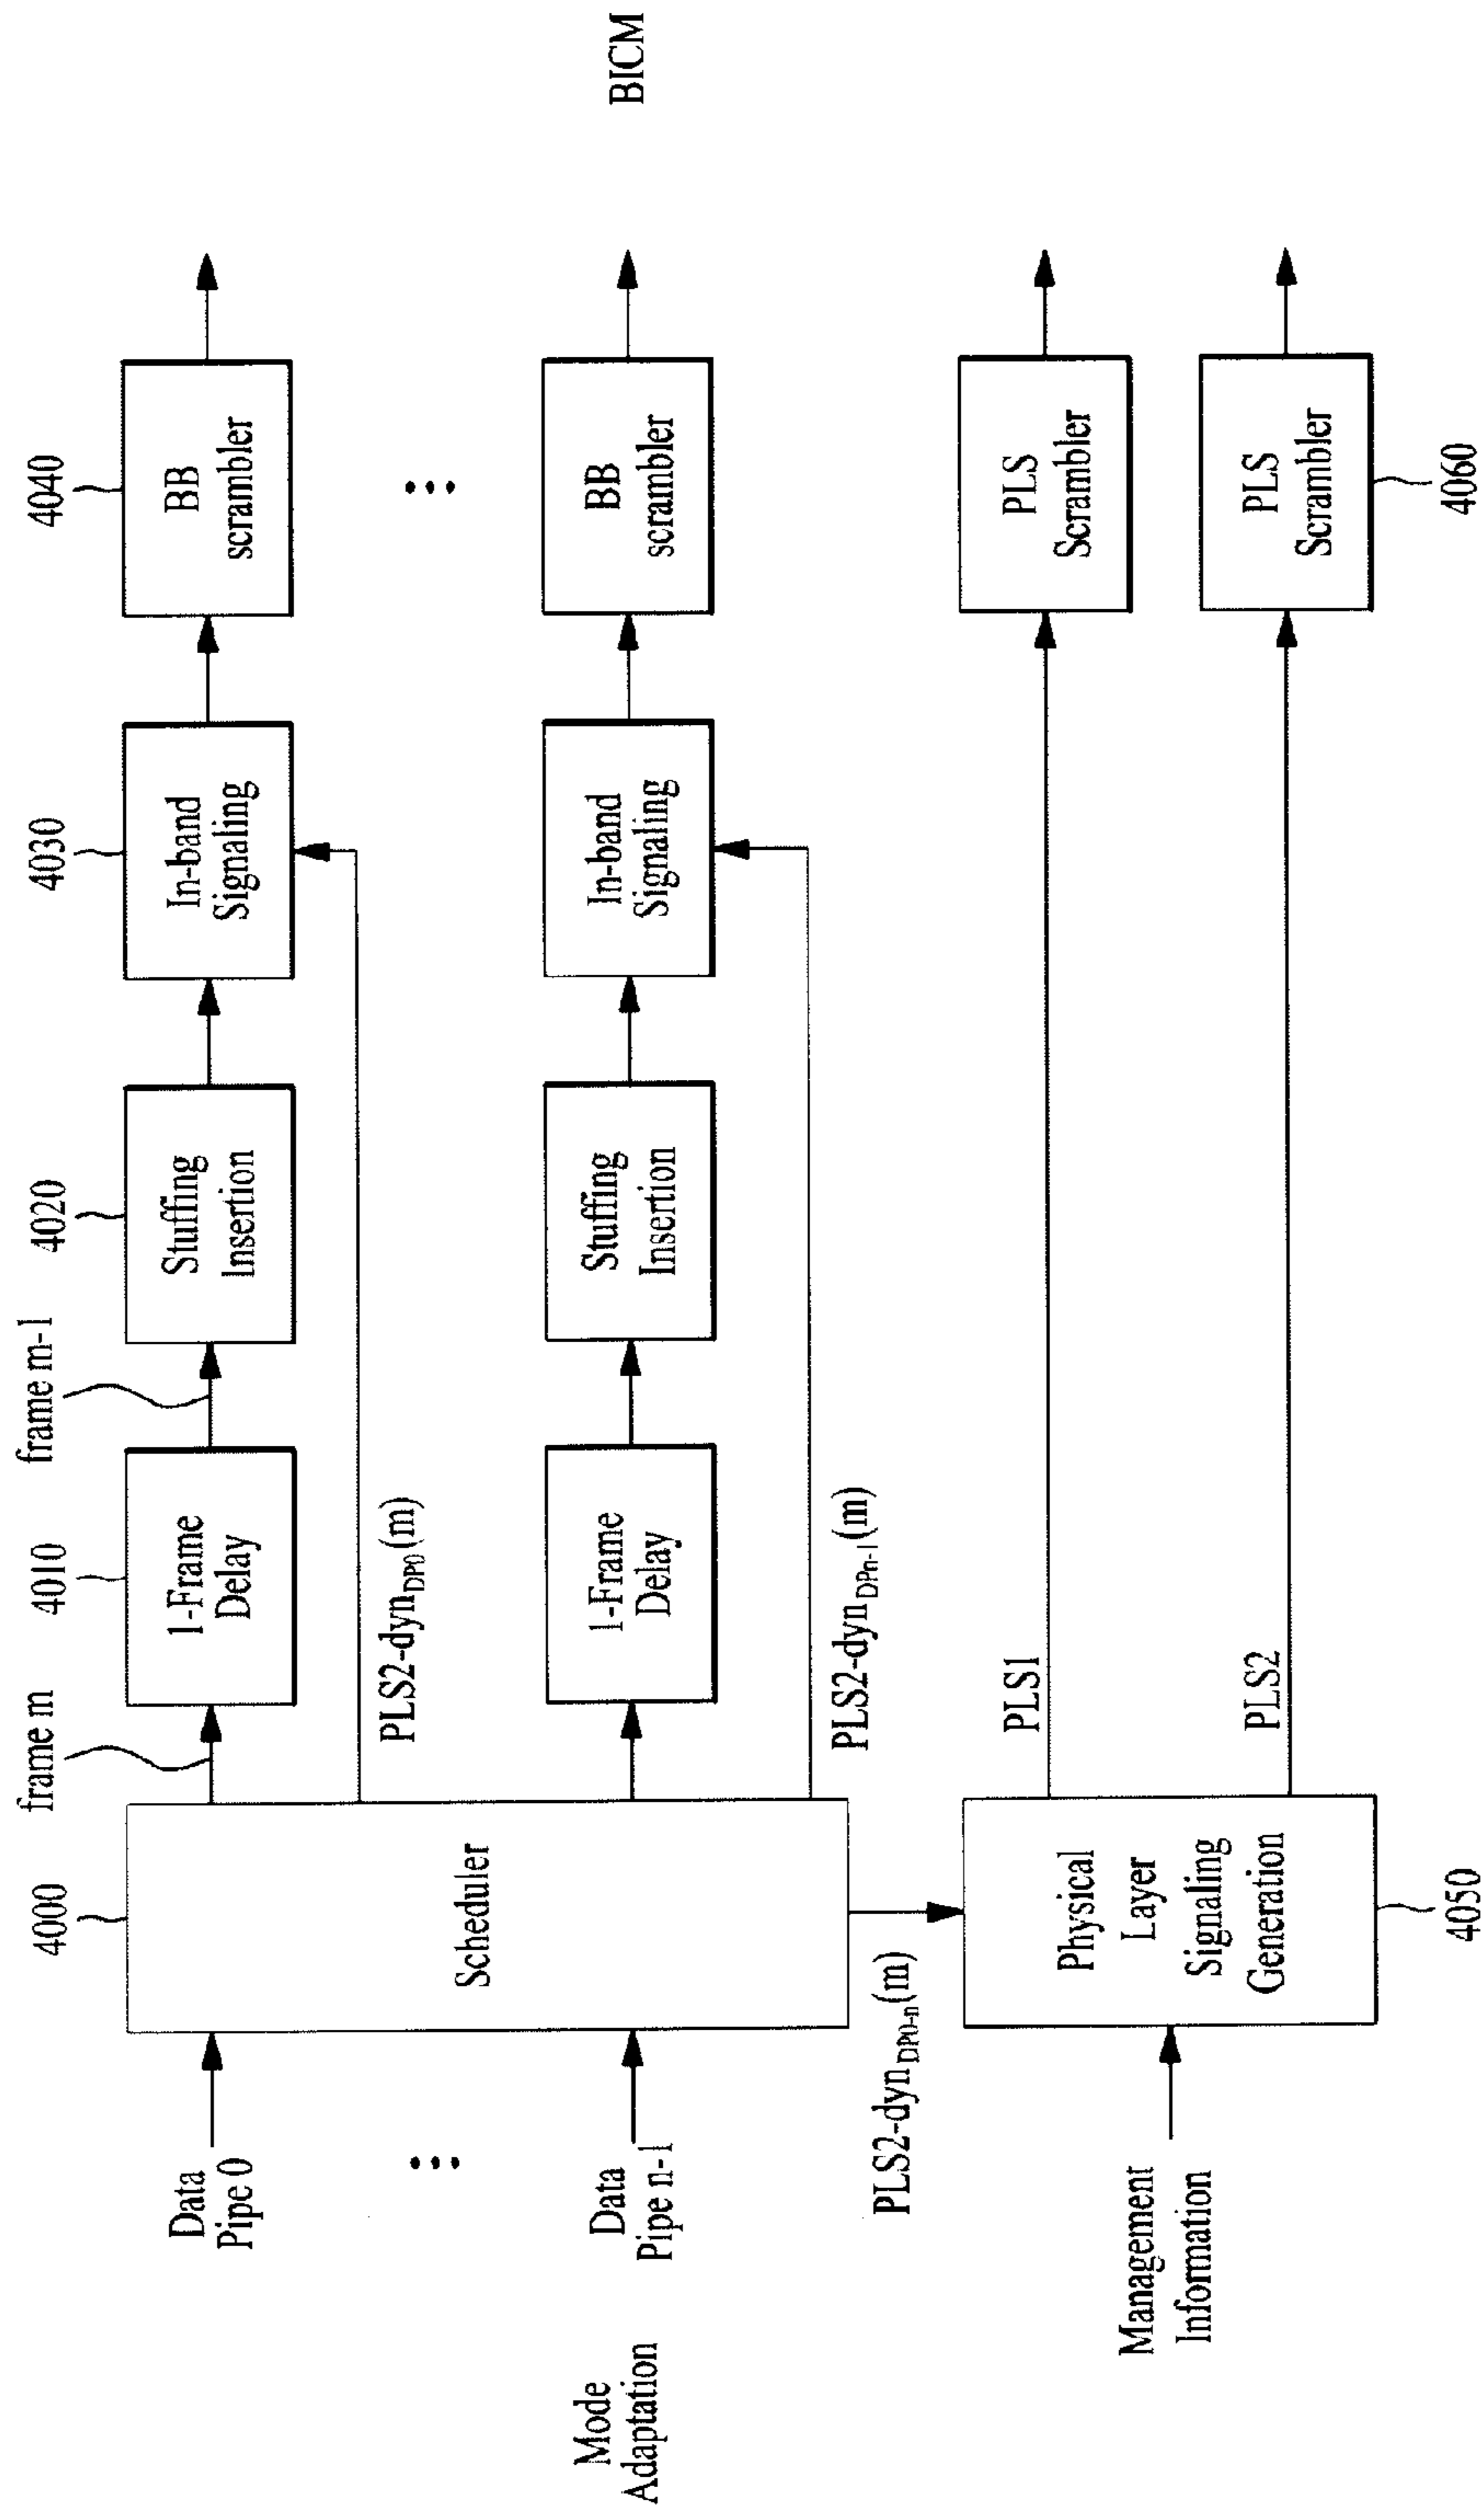 4000
frame m
4010
frame m-1
4020
4030
4040
Data
Pipe 0
Scheduler
1-Frame
Delay
Stuffing
Insertion
In-band
Signaling
BB
scrambler
PLS2-dynDP0(m)
Mode
Adaptation
Data
Pipe n-1
1-Frame
Delay
Stuffing
Insertion
In-band
Signaling
BB
scrambler
BICM
PLS2-dynDPn-1(m)
PLS2-dynDP0-n(m)
Management
Information
Physical
Layer
Signaling
Generation
PLS1
PLS
Scrambler
PLS2
PLS
Scrambler
4050
4060